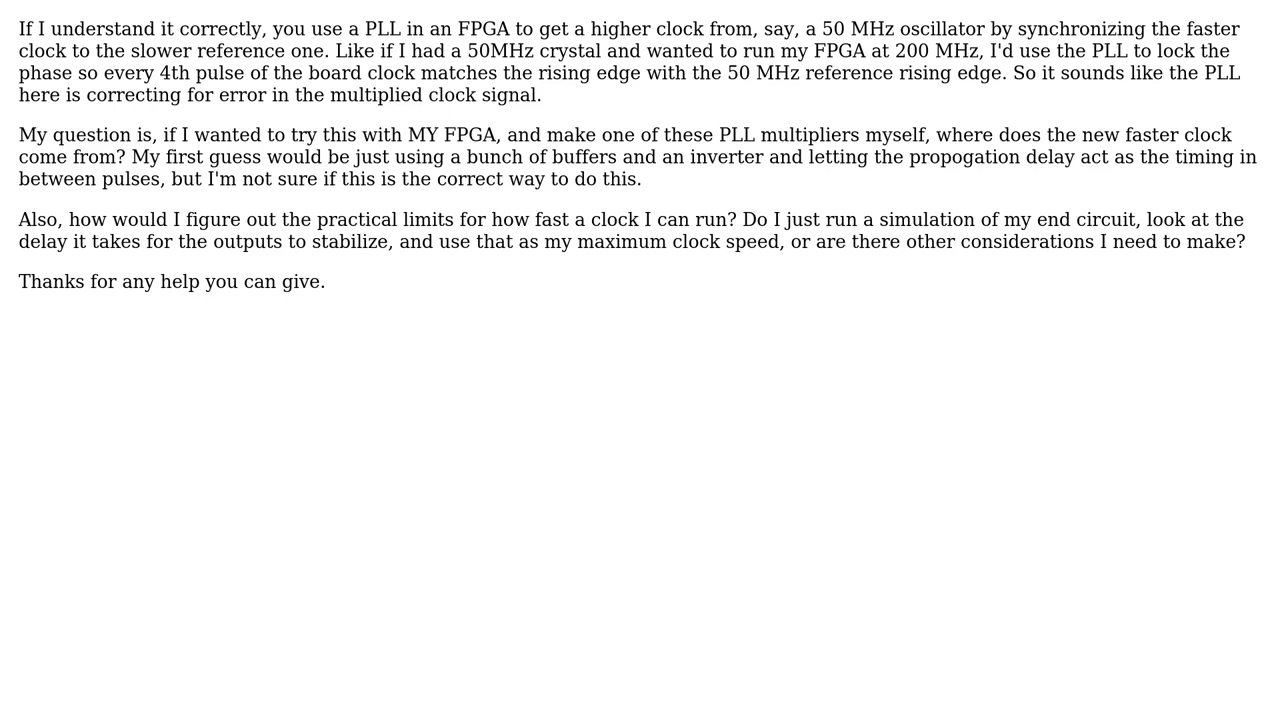 If I understand it correctly, you use a PLL in an FPGA to get a higher clock from, say, a 50 MHz oscillator by synchronizing the faster
clock to the slower reference one. Like if I had a 50MHz crystal and wanted to run my FPGA at 200 MHz, I'd use the PLL to lock the
phase so every 4th pulse of the board clock matches the rising edge with the 50 MHz reference rising edge. So it sounds like the PLL
here is correcting for error in the multiplied clock signal.
My question is, if I wanted to try this with MY FPGA, and make one of these PLL multipliers myself, where does the new faster clock
come from? My first guess would be just using a bunch of buffers and an inverter and letting the propogation delay act as the timing in
between pulses, but I'm not sure if this is the correct way to do this.
Also, how would I figure out the practical limits for how fast a clock I can run? Do I just run a simulation of my end circuit, look at the
delay it takes for the outputs to stabilize, and use that as my maximum clock speed, or are there other considerations I need to make?
Thanks for any help you can give.